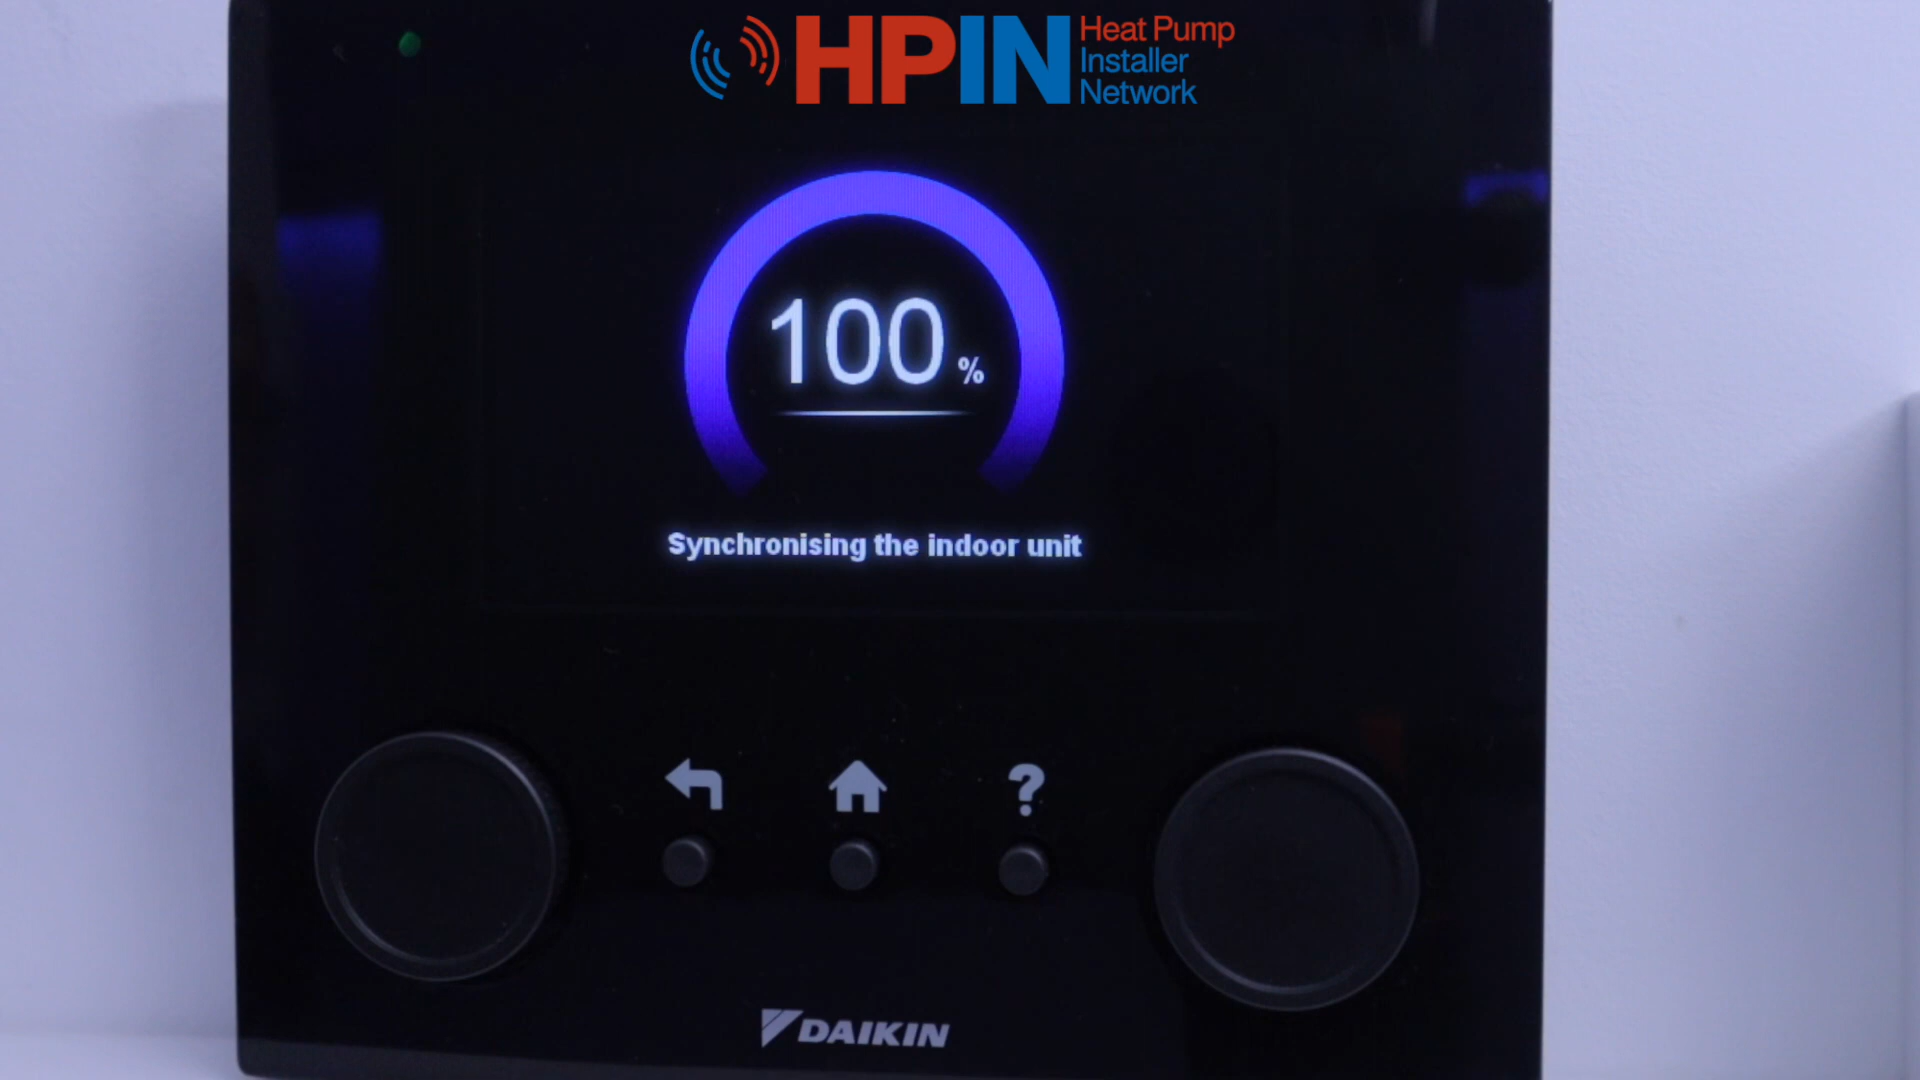 HPIN
Heat Pump
Installer
Network
100 %
Synchronising the indoor unit
?
DAIKIN